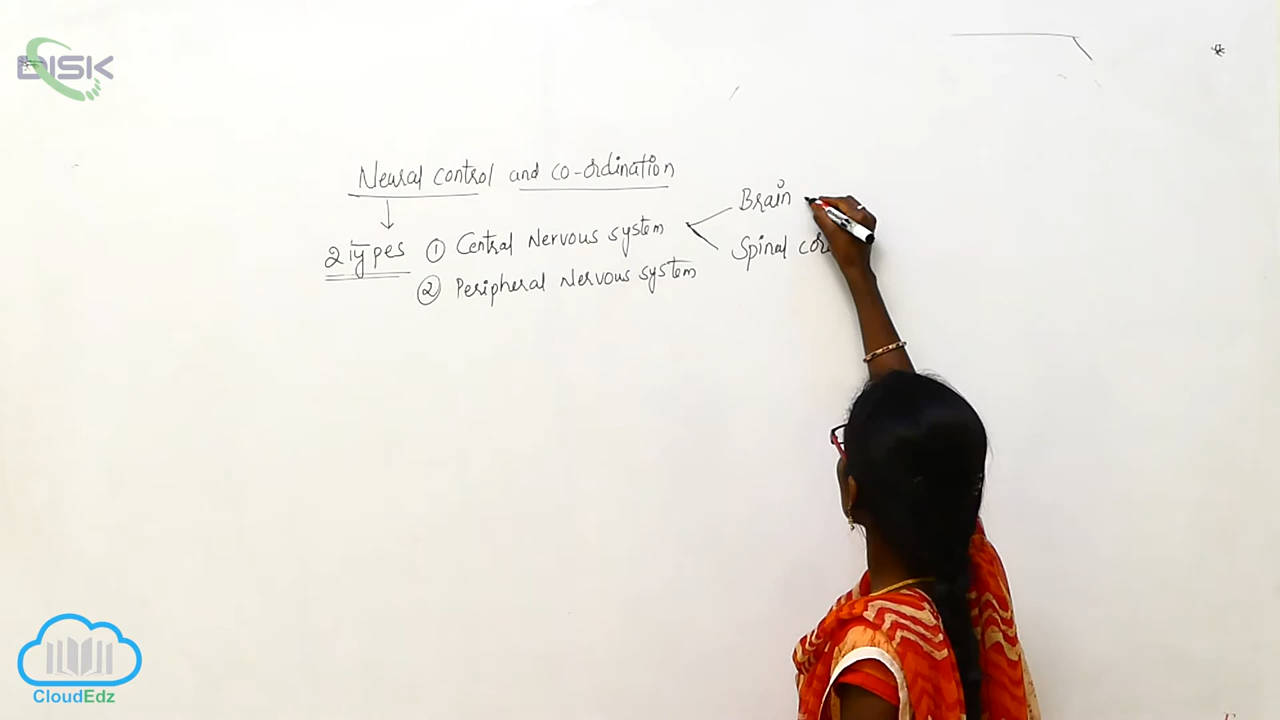 DISK
Neural control and co-ordination
2 Types ① Central Nervous system
② Peripheral Nervous system
Brain
Spinal cor
CloudEdz